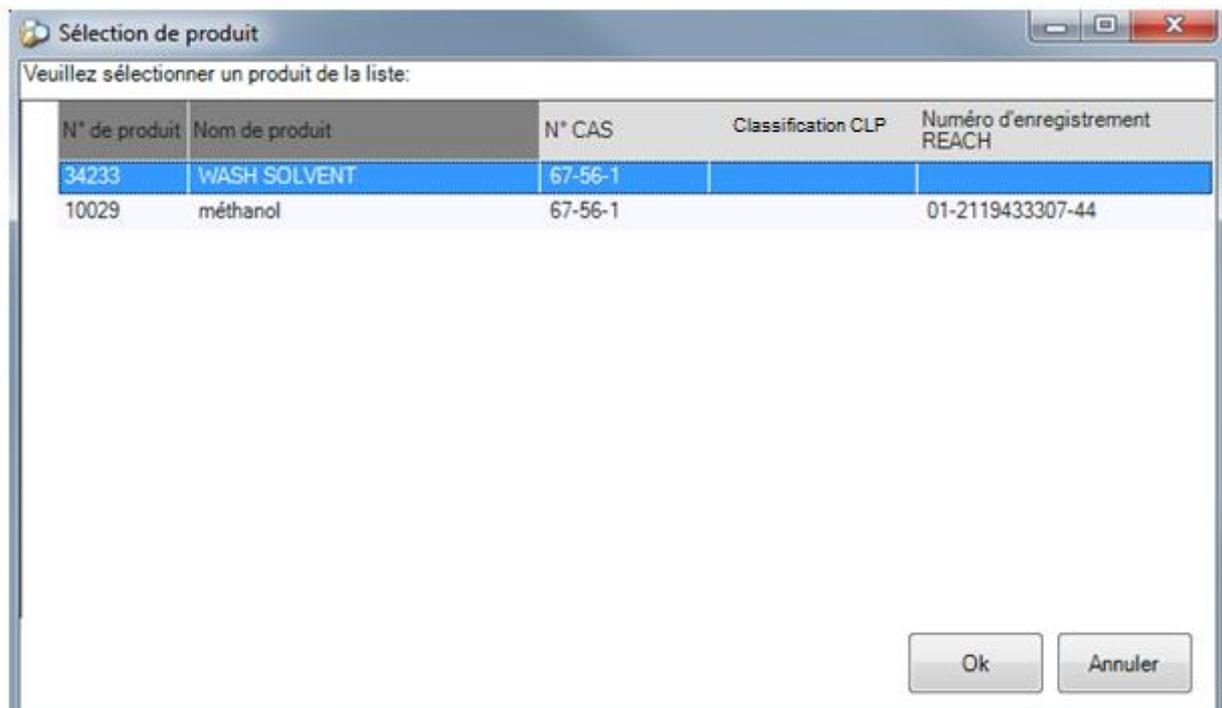 Sélection de produit
Veuillez sélectionner un produit de la liste:
N° de produit Nom de produit N° CAS Classification CLP Numéro d'enregistrement REACH
34233 WASH SOLVENT 67-56-1
10029 méthanol 67-56-1 01-2119433307-44
Ok Annuler